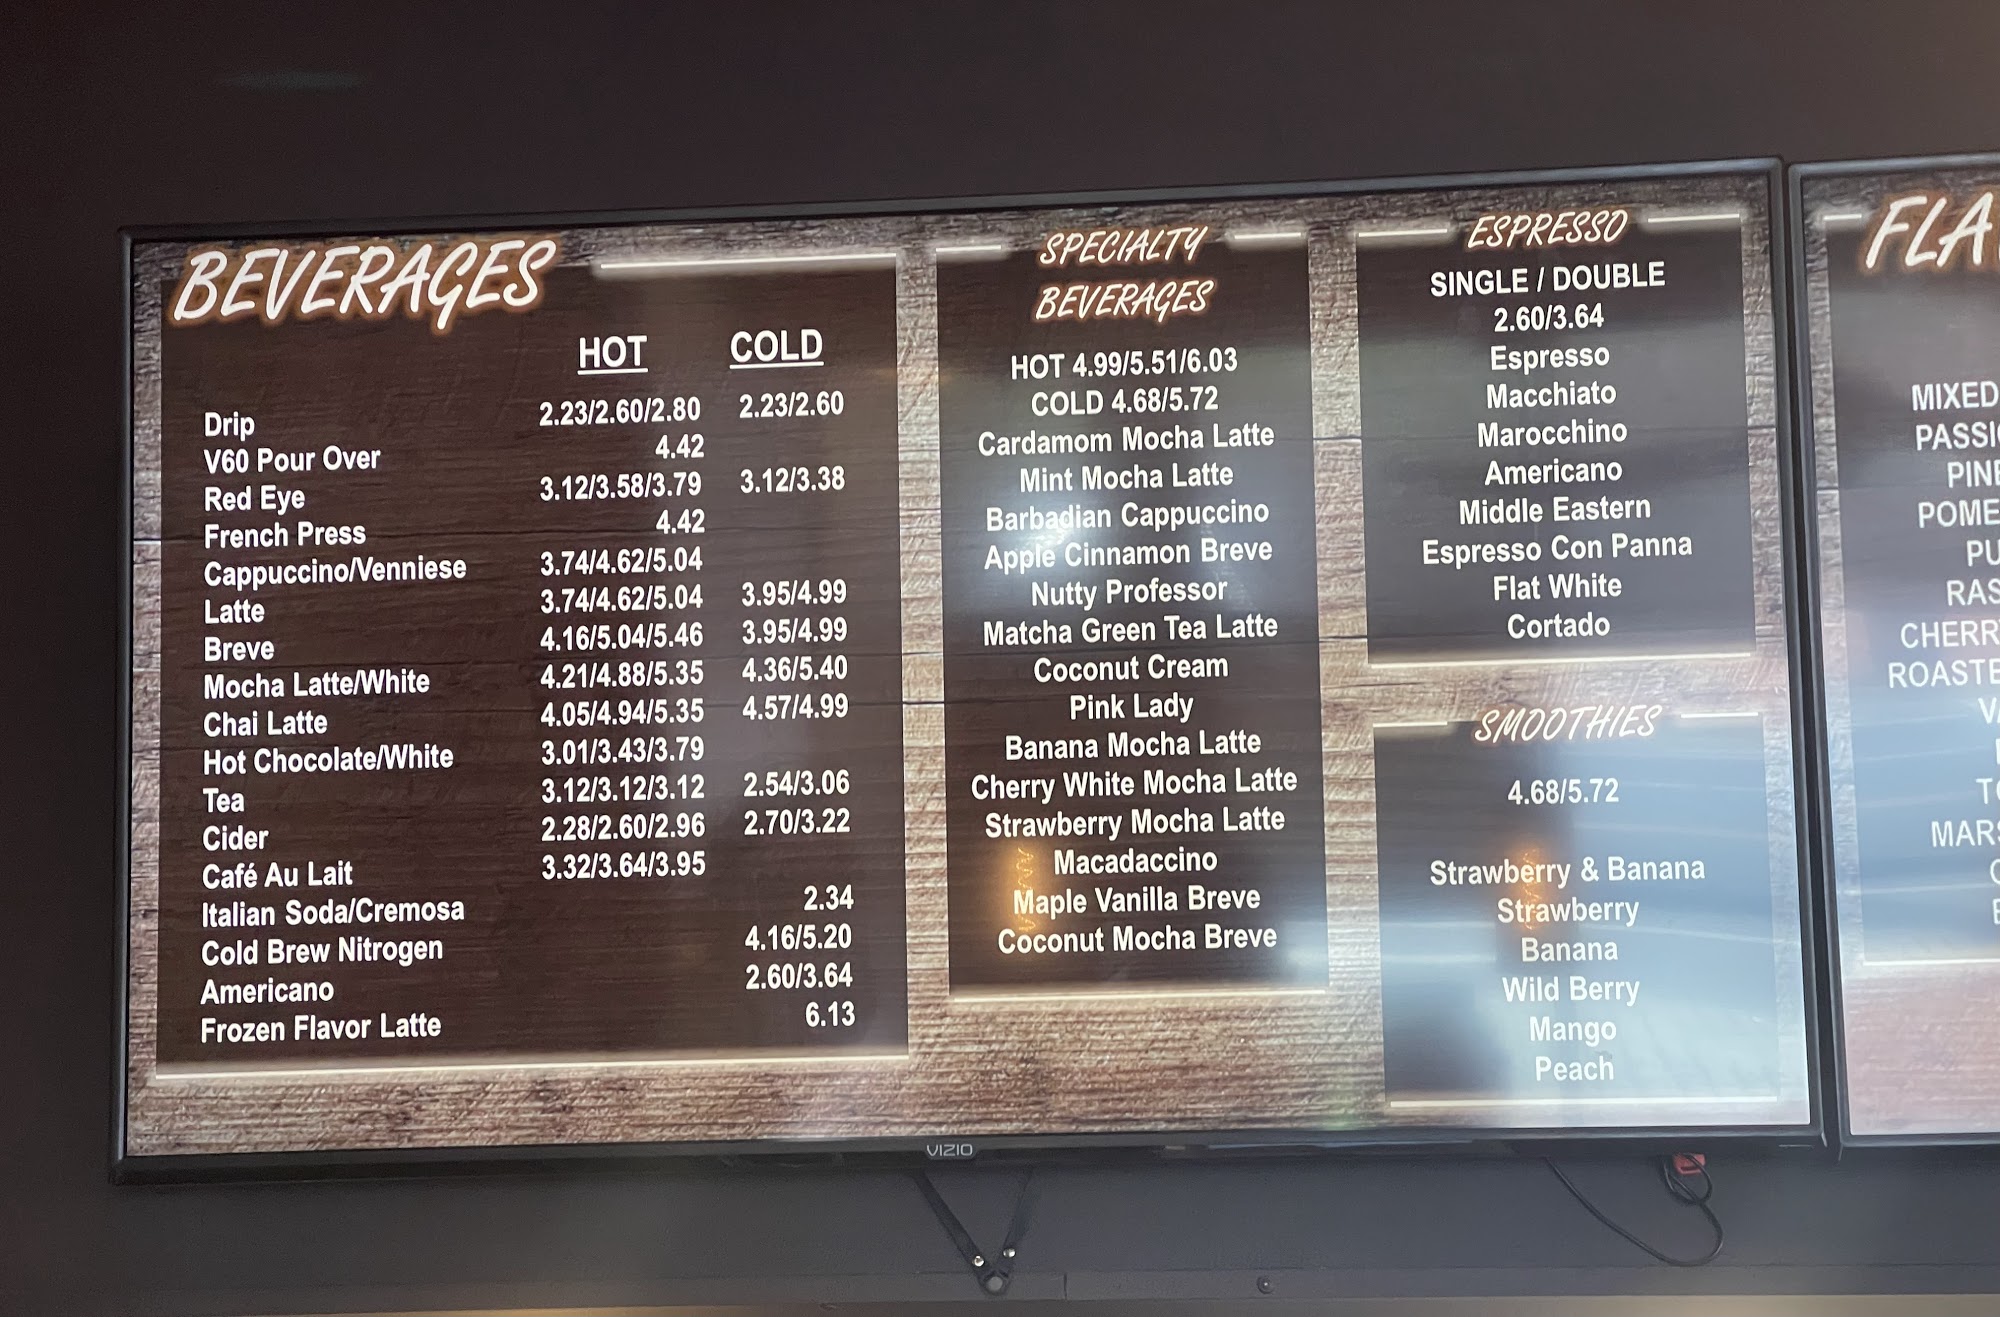 BEVERAGES
HOT COLD
Drip 2.23/2.60/2.80 2.23/2.60
V60 Pour Over 4.42
Red Eye 3.12/3.58/3.79 3.12/3.38
French Press 4.42
Cappuccino/Venniese 3.74/4.62/5.04
Latte 3.74/4.62/5.04 3.95/4.99
Breve 4.16/5.04/5.46 3.95/4.99
Mocha Latte/White 4.21/4.88/5.35 4.36/5.40
Chai Latte 4.05/4.94/5.35 4.57/4.99
Hot Chocolate/White 3.01/3.43/3.79
Tea 3.12/3.12/3.12 2.54/3.06
Cider 2.28/2.60/2.96 2.70/3.22
Café Au Lait 3.32/3.64/3.95
Italian Soda/Cremosa 2.34
Cold Brew Nitrogen 4.16/5.20
Americano 2.60/3.64
Frozen Flavor Latte 6.13
SPECIALTY
BEVERAGES
HOT 4.99/5.51/6.03
COLD 4.68/5.72
Cardamom Mocha Latte
Mint Mocha Latte
Barbadian Cappuccino
Apple Cinnamon Breve
Nutty Professor
Matcha Green Tea Latte
Coconut Cream
Pink Lady
Banana Mocha Latte
Cherry White Mocha Latte
Strawberry Mocha Latte
Macadaccino
Maple Vanilla Breve
Coconut Mocha Breve
ESPRESSO
SINGLE / DOUBLE
2.60/3.64
Espresso
Macchiato
Marocchino
Americano
Middle Eastern
Espresso Con Panna
Flat White
Cortado
SMOOTHIES
4.68/5.72
Strawberry & Banana
Strawberry
Banana
Wild Berry
Mango
Peach
FLA
MIXED
PASSI
PINE
POME
PU
RAS
CHERRY
ROASTE
VA
TO
MARS
VIZIO